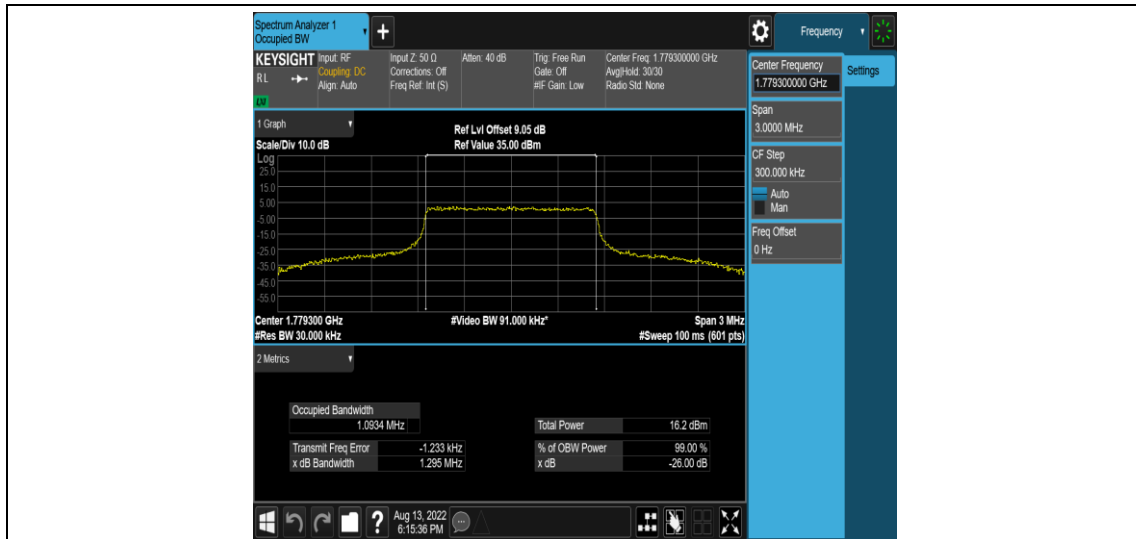 Spectrum Analyzer 1
Occupied BW
+
Frequency
KEYSIGHT
RL
LXI
Input: RF
Coupling: DC
Align: Auto
Input Z: 50 Ω
Corrections: Off
Freq Ref: Int (S)
Atten: 40 dB
Trig: Free Run
Gate: Off
#IF Gain: Low
Center Freq: 1.779300000 GHz
Avg|Hold: 30/30
Radio Std: None
Center Frequency
1.779300000 GHz
Settings
Span
3.0000 MHz
CF Step
300.000 kHz
Auto
Man
Freq Offset
0 Hz
1 Graph
Ref Lvl Offset 9.05 dB
Scale/Div 10.0 dB
Ref Value 35.00 dBm
Log
25.0
15.0
5.00
-5.00
-15.0
-25.0
-35.0
-45.0
-55.0
Center 1.779300 GHz
#Video BW 91.000 kHz*
Span 3 MHz
#Res BW 30.000 kHz
#Sweep 100 ms (601 pts)
2 Metrics
Occupied Bandwidth
1.0934 MHz
Total Power 16.2 dBm
Transmit Freq Error -1.233 kHz
% of OBW Power 99.00 %
x dB Bandwidth 1.295 MHz
x dB -26.00 dB
?
Aug 13, 2022
6:15:36 PM